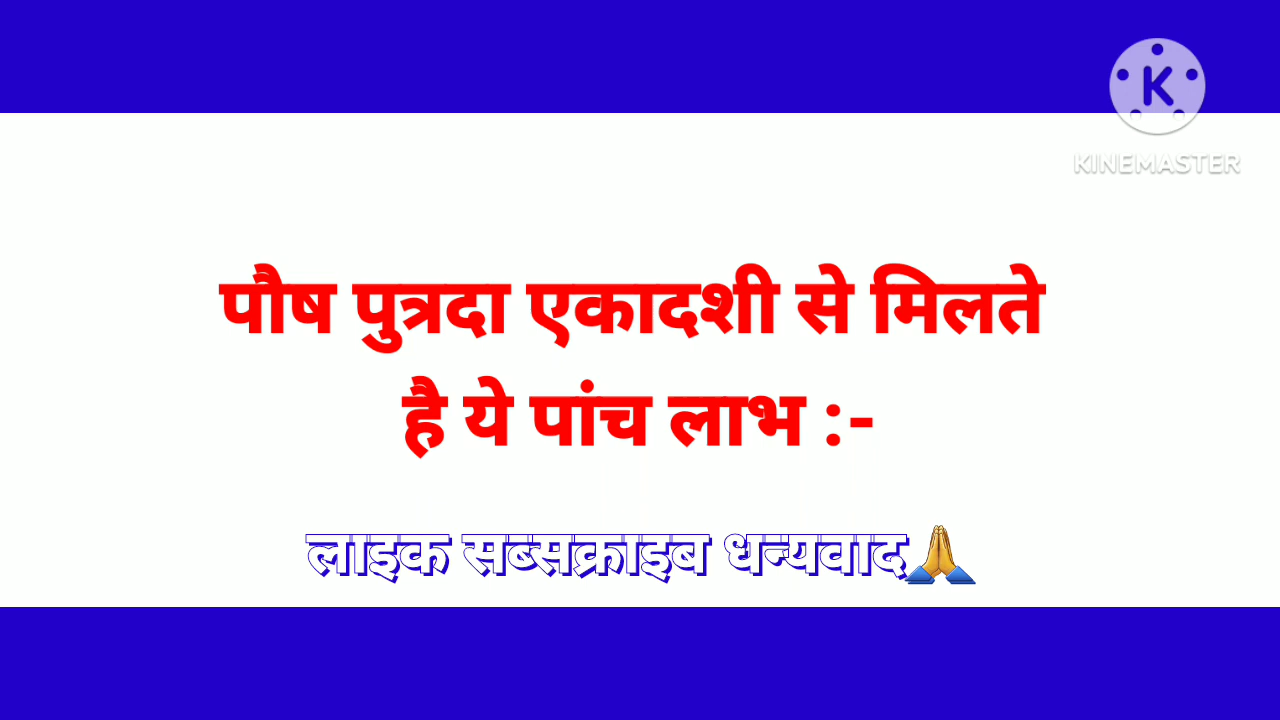 KINEMASTER
पौष पुत्रदा एकादशी से मिलते
है ये पांच लाभ :-
लाइक सब्सक्राइब धन्यवाद🙏